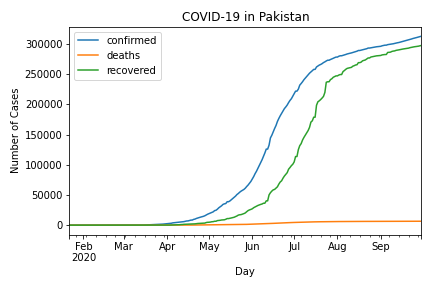 COVID-19 in Pakistan
confirmed
deaths
recovered
Number of Cases
300000
250000
200000
150000
100000
50000
0
Feb Mar Apr May Jun Jul Aug Sep
2020
Day